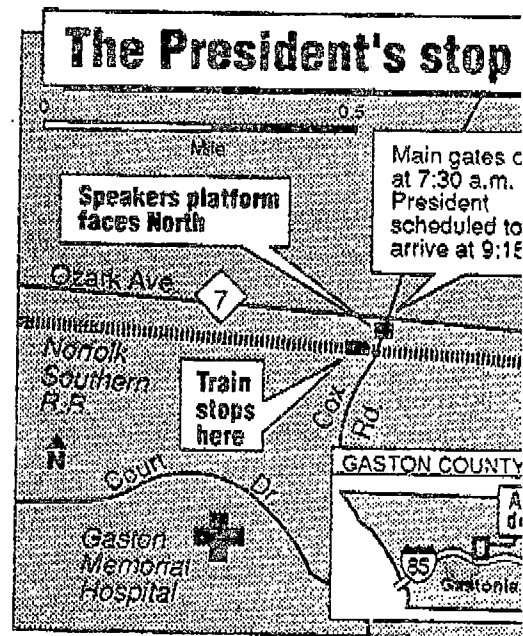 The President's stop
0 0.5
Mile
Main gates
at 7:30 a.m.
President
scheduled to
arrive at 9:15
Speakers platform
faces North
Ozark Ave.
7
Norfolk
Southern
R.R.
Train
stops
here
Cox
Rd.
N
Court Dr.
GASTON COUNTY
Gaston
Memorial
Hospital
85
Gastonia